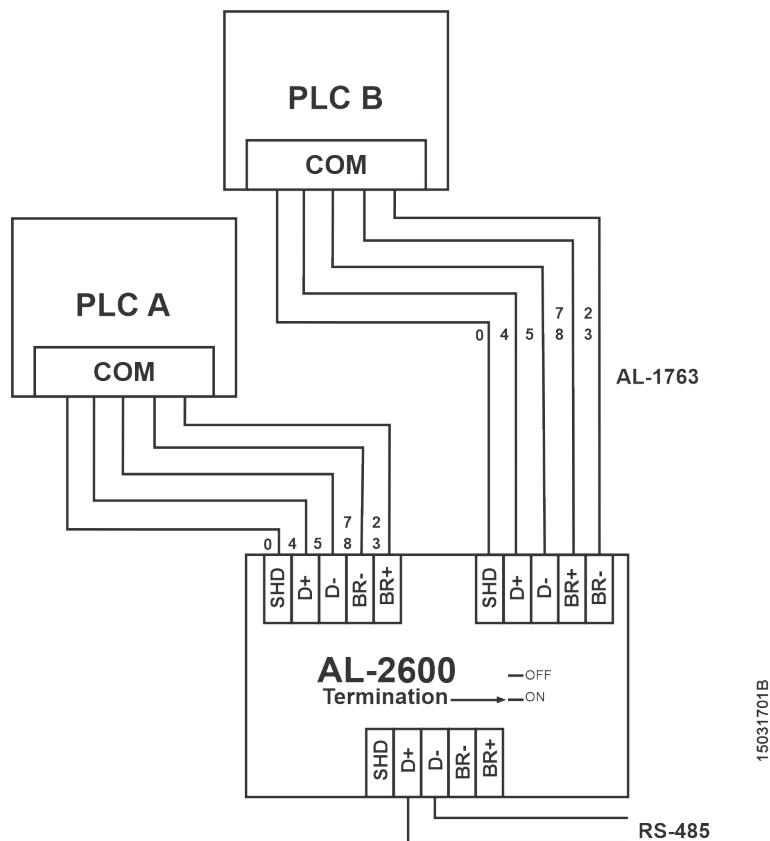 PLC B
COM
PLC A
COM
7 2
0 4 5 8 3
AL-1763
7 2
0 4 5 8 3
SHD D+ D- BR- BR+
SHD D+ D- BR+ BR-
AL-2600
OFF
Termination ON
SHD D+ D- BR- BR+
RS-485
15031701B